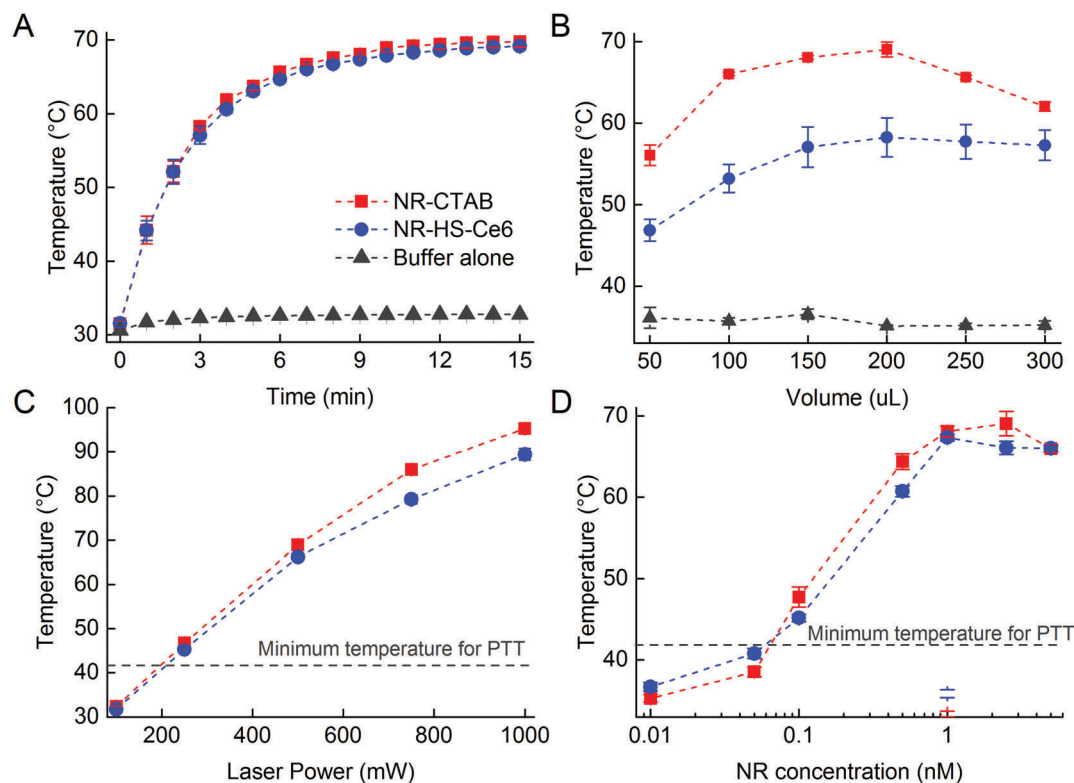 A
70
60
50
40
30
Temperature (°C)
NR-CTAB
NR-HS-Ce6
Buffer alone
0 3 6 9 12 15
Time (min)
B
70
60
50
40
Temperature (°C)
50 100 150 200 250 300
Volume (uL)
C
100
90
80
70
60
50
40
30
Temperature (°C)
Minimum temperature for PTT
200 400 600 800 1000
Laser Power (mW)
D
70
60
50
40
Temperature (°C)
Minimum temperature for PTT
0.01 0.1 1
NR concentration (nM)